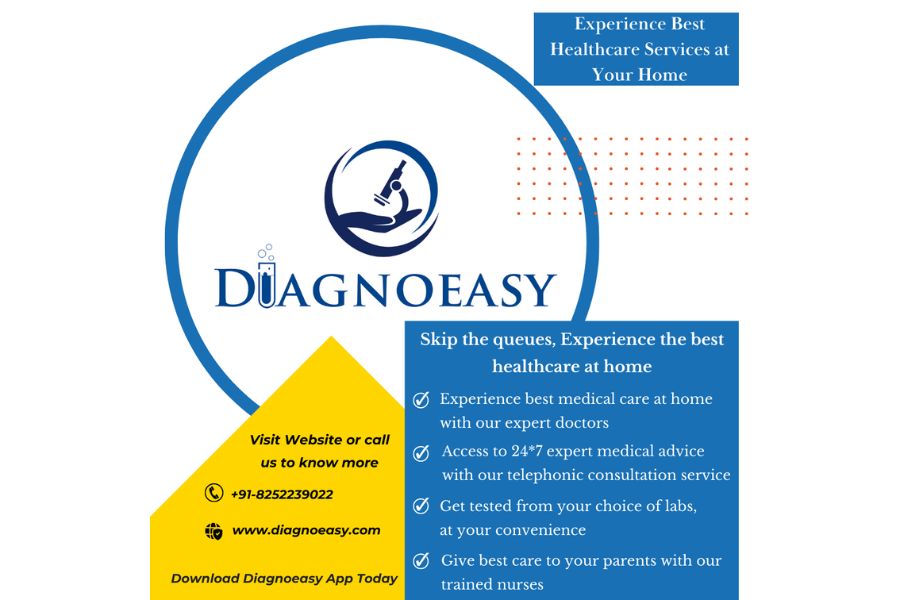 Experience Best
Healthcare Services at
Your Home
DIAGNOEASY
Skip the queues, Experience the best
healthcare at home
Experience best medical care at home
with our expert doctors
Access to 24*7 expert medical advice
with our telephonic consultation service
Get tested from your choice of labs,
at your convenience
Give best care to your parents with our
trained nurses
Visit Website or call
us to know more
+91-8252239022
www.diagnoeasy.com
Download Diagnoeasy App Today